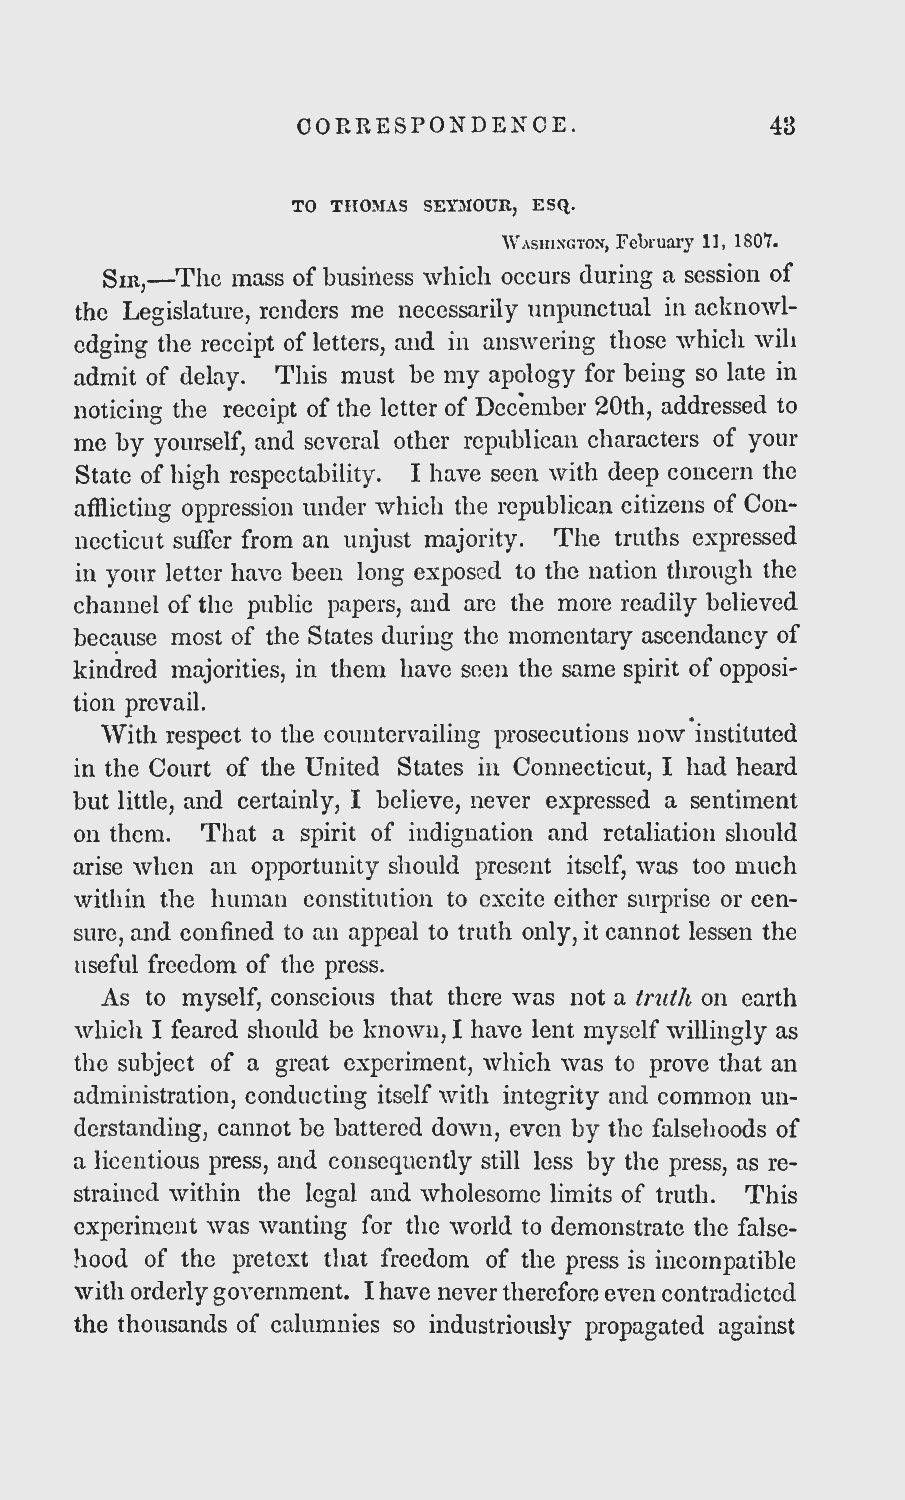 CORRESPONDENCE. 43
TO THOMAS SEYMOUR, ESQ.
WASHINGTON, February 11, 1807.
SIR,—The mass of business which occurs during a session of
the Legislature, renders me necessarily unpunctual in acknowl-
edging the receipt of letters, and in answering those which will
admit of delay. This must be my apology for being so late in
noticing the receipt of the letter of December 20th, addressed to
me by yourself, and several other republican characters of your
State of high respectability. I have seen with deep concern the
afflicting oppression under which the republican citizens of Con-
necticut suffer from an unjust majority. The truths expressed
in your letter have been long exposed to the nation through the
channel of the public papers, and are the more readily believed
because most of the States during the momentary ascendancy of
kindred majorities, in them have seen the same spirit of opposi-
tion prevail.
With respect to the countervailing prosecutions now instituted
in the Court of the United States in Connecticut, I had heard
but little, and certainly, I believe, never expressed a sentiment
on them. That a spirit of indignation and retaliation should
arise when an opportunity should present itself, was too much
within the human constitution to excite either surprise or cen-
sure, and confined to an appeal to truth only, it cannot lessen the
useful freedom of the press.
As to myself, conscious that there was not a truth on earth
which I feared should be known, I have lent myself willingly as
the subject of a great experiment, which was to prove that an
administration, conducting itself with integrity and common un-
derstanding, cannot be battered down, even by the falsehoods of
a licentious press, and consequently still less by the press, as re-
strained within the legal and wholesome limits of truth. This
experiment was wanting for the world to demonstrate the false-
hood of the pretext that freedom of the press is incompatible
with orderly government. I have never therefore even contradicted
the thousands of calumnies so industriously propagated against